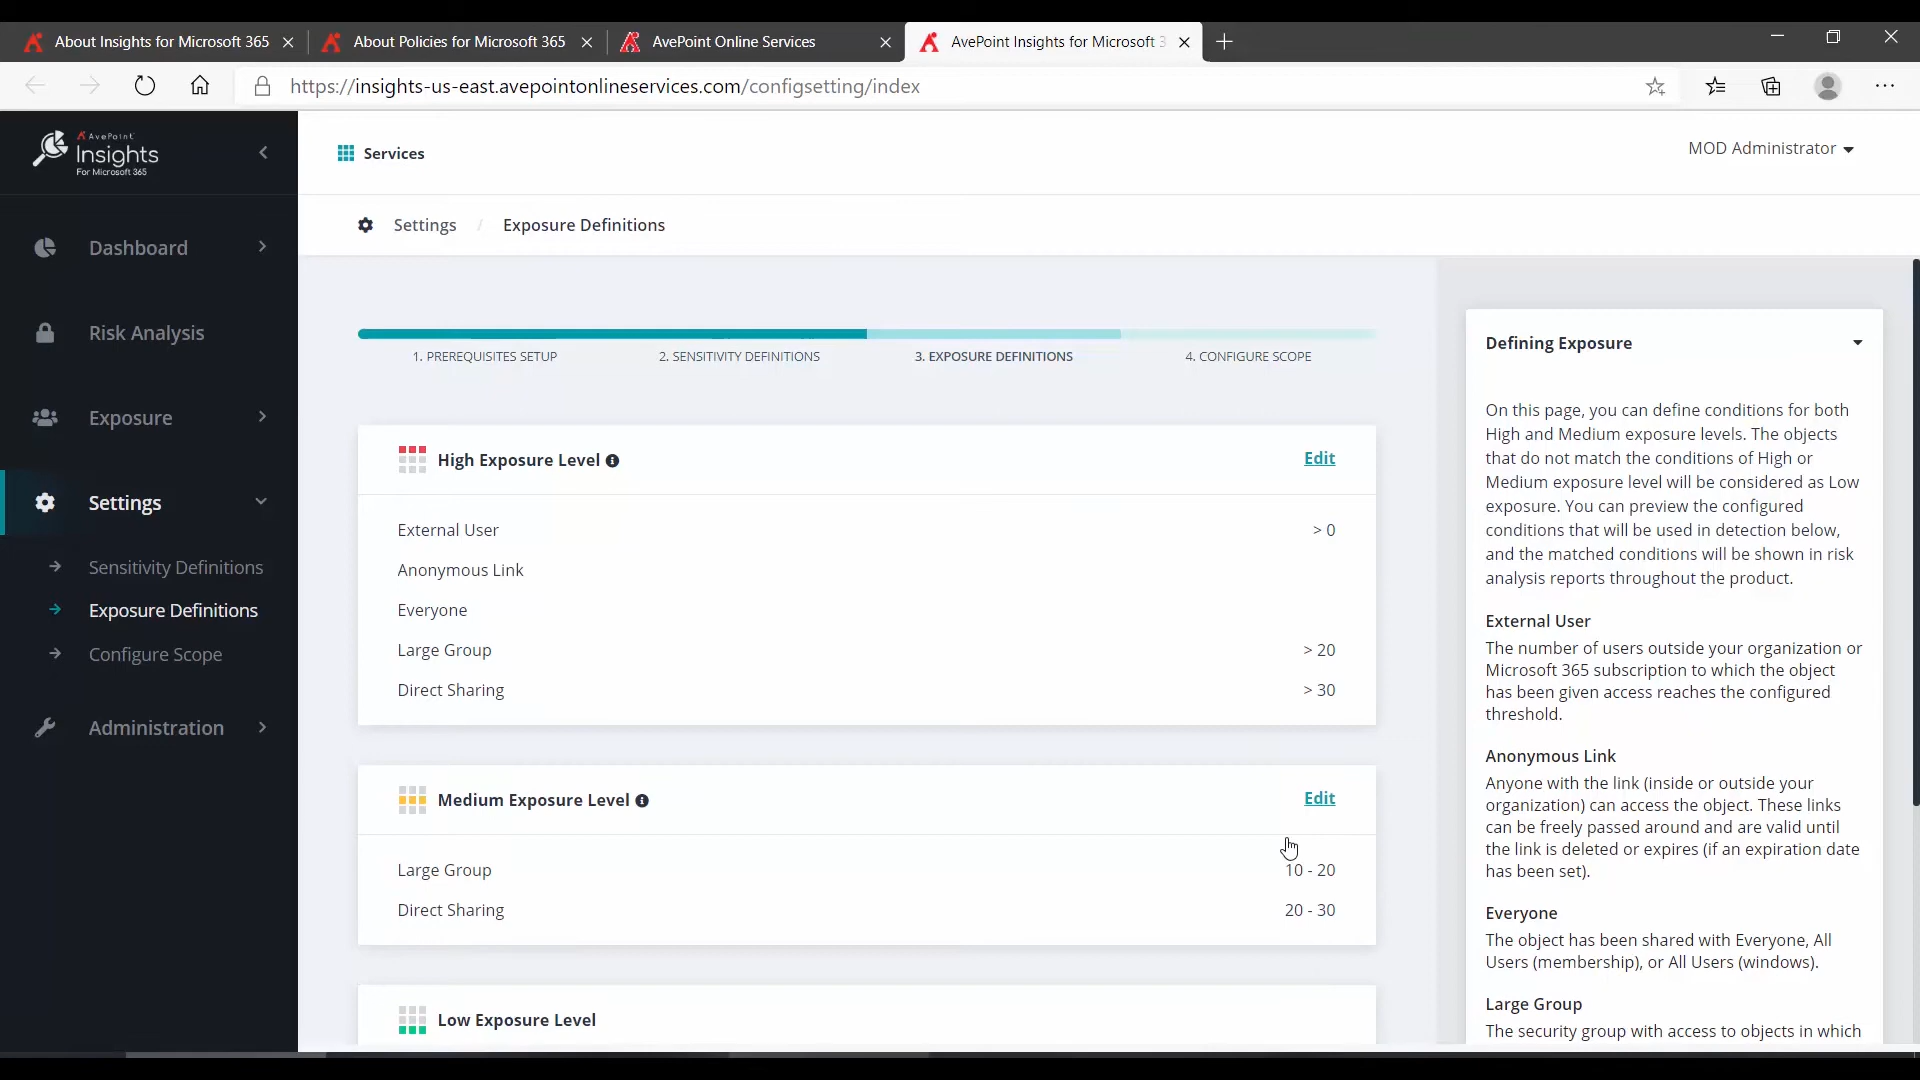 About Insights for Microsoft 365
About Policies for Microsoft 365
AvePoint Online Services
AvePoint Insights for Microsoft 3
https://insights-us-east.avepointonlineservices.com/configsetting/index
AvePoint
Insights
For Microsoft 365
Services
MOD Administrator
Dashboard
Risk Analysis
Exposure
Settings
Sensitivity Definitions
Exposure Definitions
Configure Scope
Administration
Settings / Exposure Definitions
1. PREREQUISITES SETUP
2. SENSITIVITY DEFINITIONS
3. EXPOSURE DEFINITIONS
4. CONFIGURE SCOPE
High Exposure Level
Edit
External User > 0
Anonymous Link
Everyone
Large Group > 20
Direct Sharing > 30
Medium Exposure Level
Edit
Large Group 10 - 20
Direct Sharing 20 - 30
Low Exposure Level
Defining Exposure
On this page, you can define conditions for both
High and Medium exposure levels. The objects
that do not match the conditions of High or
Medium exposure level will be considered as Low
exposure. You can preview the configured
conditions that will be used in detection below,
and the matched conditions will be shown in risk
analysis reports throughout the product.
External User
The number of users outside your organization or
Microsoft 365 subscription to which the object
has been given access reaches the configured
threshold.
Anonymous Link
Anyone with the link (inside or outside your
organization) can access the object. These links
can be freely passed around and are valid until
the link is deleted or expires (if an expiration date
has been set).
Everyone
The object has been shared with Everyone, All
Users (membership), or All Users (windows).
Large Group
The security group with access to objects in which